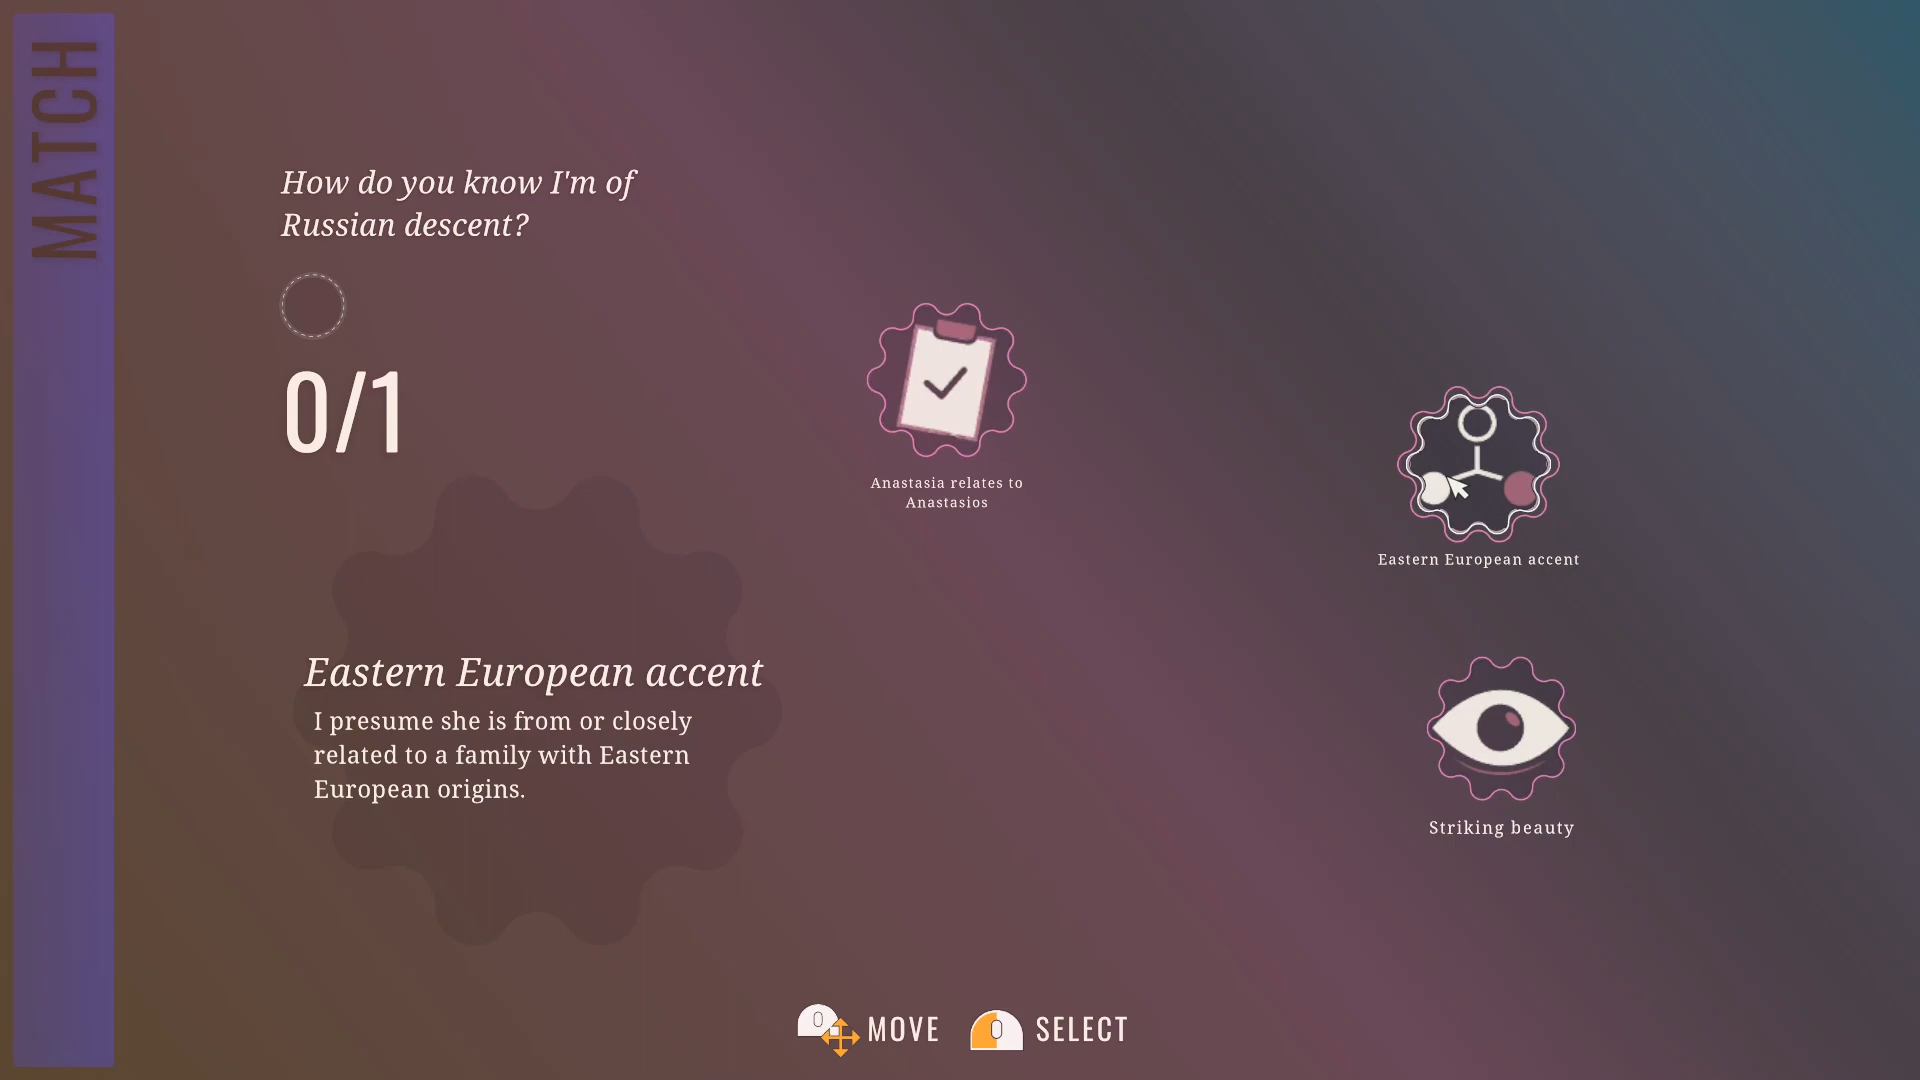 MATCH
How do you know I'm of
Russian descent?
0/1
Anastasia relates to
Anastasios
Eastern European accent
Eastern European accent
I presume she is from or closely
related to a family with Eastern
European origins.
Striking beauty
MOVE
SELECT